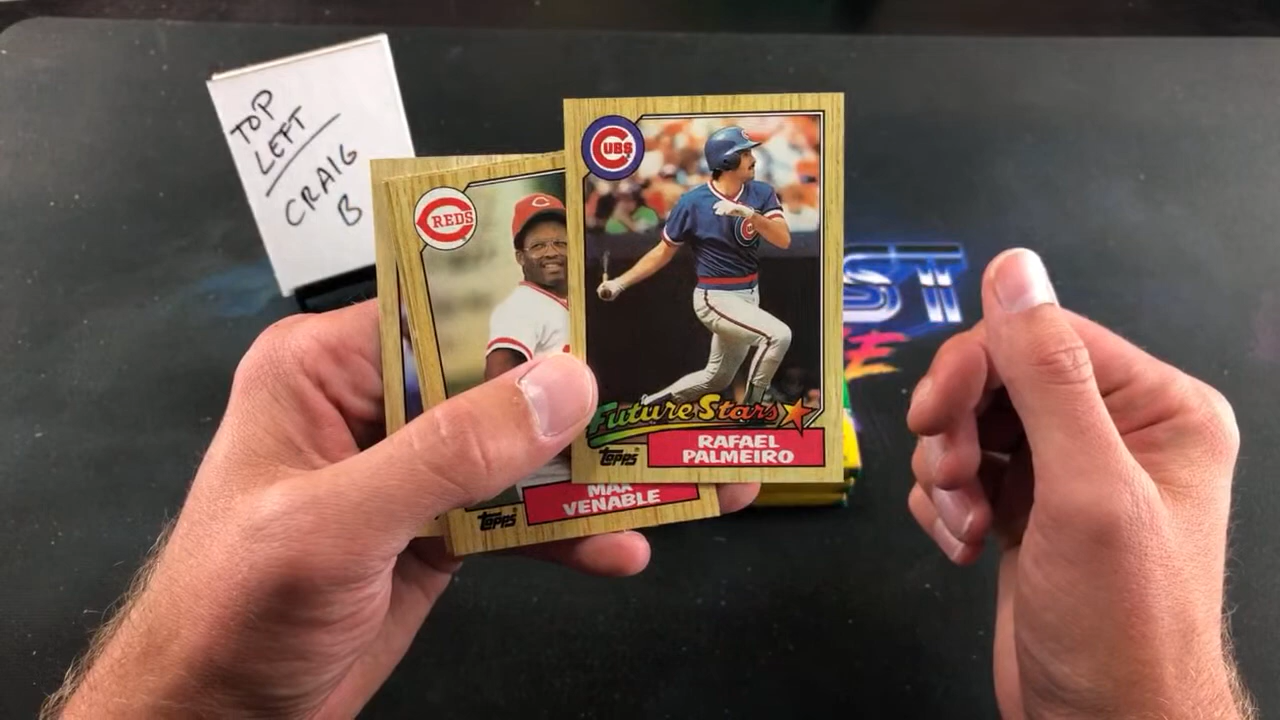 TOP
LEFT
CRAIG
B
CUBS
REDS
Future Stars
topps
RAFAEL
PALMEIRO
MAX
VENABLE
topps